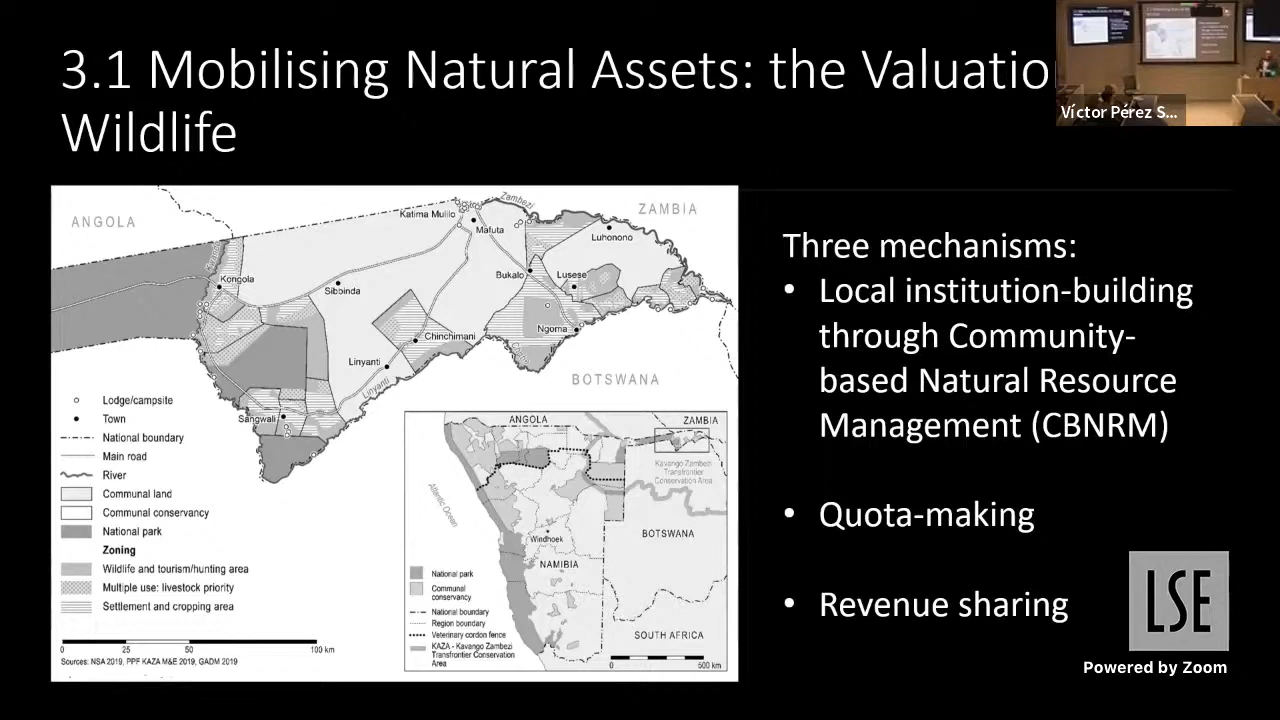 3.1 Mobilising Natural Assets: the Valuatio
Wildlife
Víctor Pérez S...
ANGOLA
ZAMBIA
Zambezi
Katima Mulilo
Mafuta
Luhonono
Kongola
Bukalo
Lusese
Sibbinda
Ngoma
Chinchimani
Linyanti
Linyanti
BOTSWANA
Sangwali
Lodge/campsite
Town
National boundary
Main road
River
Communal land
Communal conservancy
National park
Zoning
Wildlife and tourism/hunting area
Multiple use: livestock priority
Settlement and cropping area
0 25 50 100 km
Sources: NSA 2019, PPF KAZA M&E 2019, GADM 2019
ANGOLA
ZAMBIA
Kavango Zambezi
Transfrontier
Conservation Area
Atlantic Ocean
BOTSWANA
Windhoek
NAMIBIA
SOUTH AFRICA
National park
Communal
conservancy
National boundary
Region boundary
Veterinary cordon fence
KAZA - Kavango Zambezi
Transfrontier Conservation
Area
0 500 km
Three mechanisms:
• Local institution-building
through Community-
based Natural Resource
Management (CBNRM)
• Quota-making
• Revenue sharing
LSE
Powered by Zoom